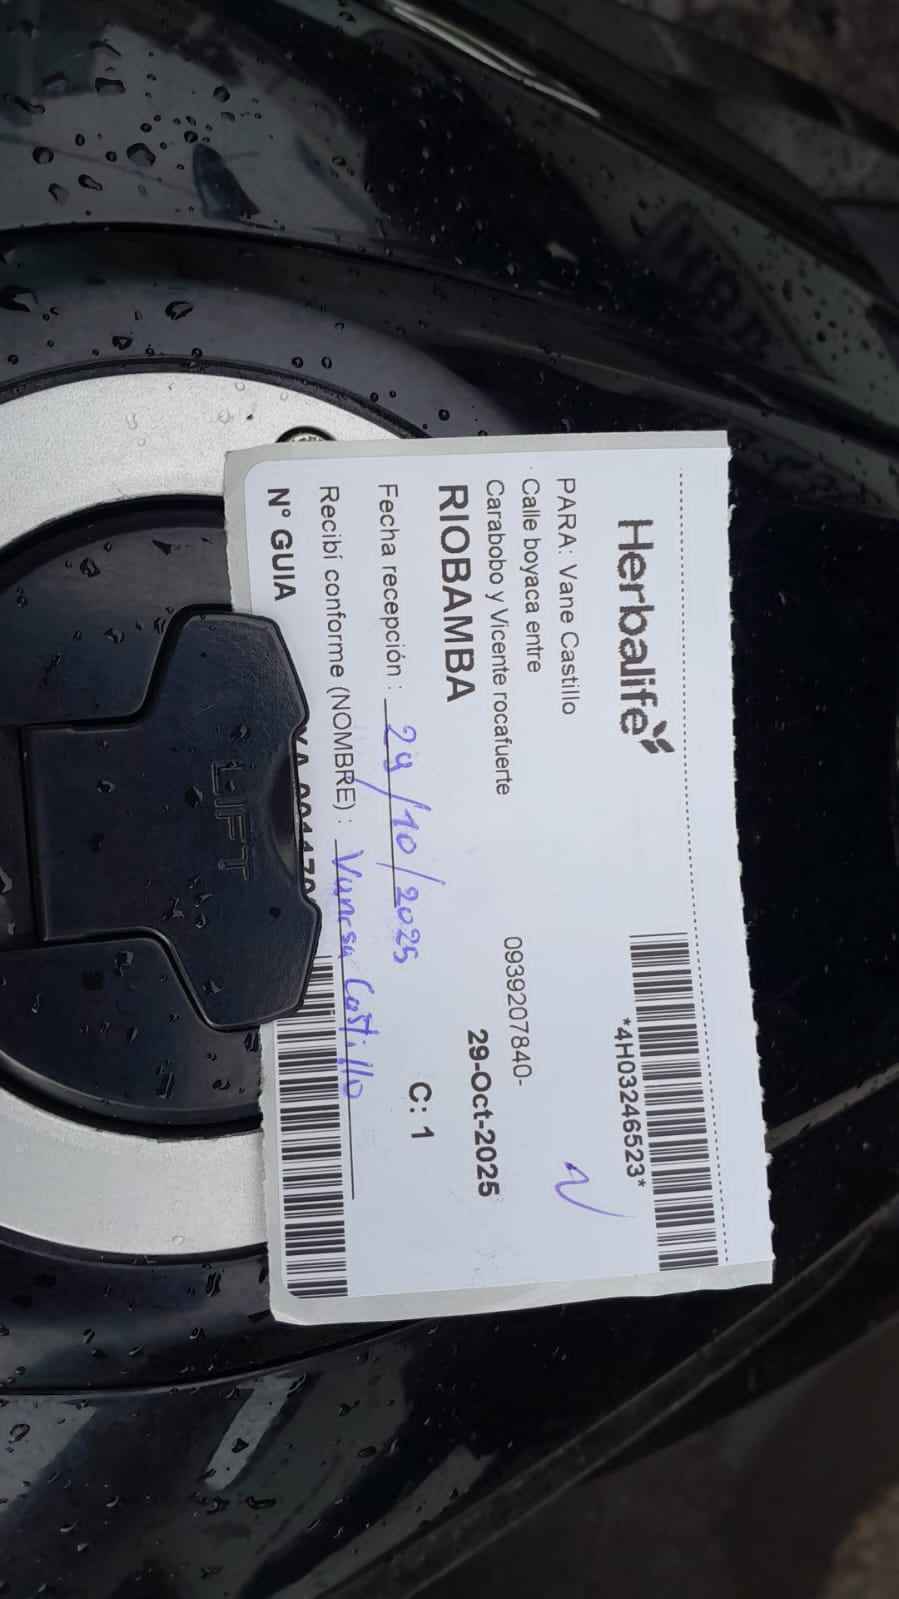 Herbalife
*4H03246523*
PARA: Vane Castillo
Calle boyaca entre
Carabobo y Vicente rocafuerte
0939207840-
RIOBAMBA
29-Oct-2025
Fecha recepción : 29/10/2025
C: 1
Recibí conforme (NOMBRE) : Vanesa Castillo
N° GUIA
LIFT